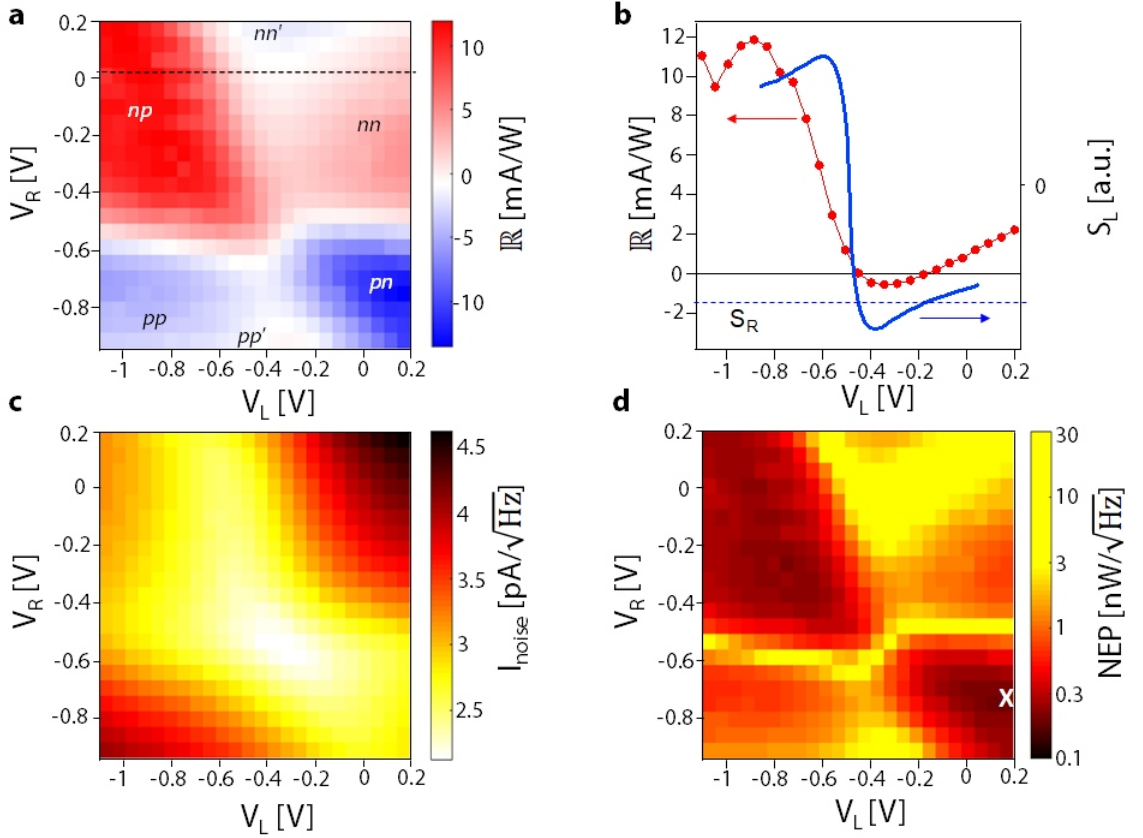 a
0.2
0
-0.2
-0.4
-0.6
-0.8
V_R [V]
nn'
np
nn
pn
pp
pp'
-1 -0.8 -0.6 -0.4 -0.2 0 0.2
V_L [V]
10
5
0
-5
-10
ℝ [mA/W]
b
12
10
8
6
4
2
0
-2
ℝ [mA/W]
S_R
0
S_L [a.u.]
-1 -0.8 -0.6 -0.4 -0.2 0 0.2
V_L [V]
c
0.2
0
-0.2
-0.4
-0.6
-0.8
V_R [V]
-1 -0.8 -0.6 -0.4 -0.2 0 0.2
V_L [V]
4.5
4
3.5
3
2.5
I_noise [pA/√Hz]
d
0.2
0
-0.2
-0.4
-0.6
-0.8
V_R [V]
X
-1 -0.8 -0.6 -0.4 -0.2 0 0.2
V_L [V]
30
10
3
1
0.3
0.1
NEP [nW/√Hz]